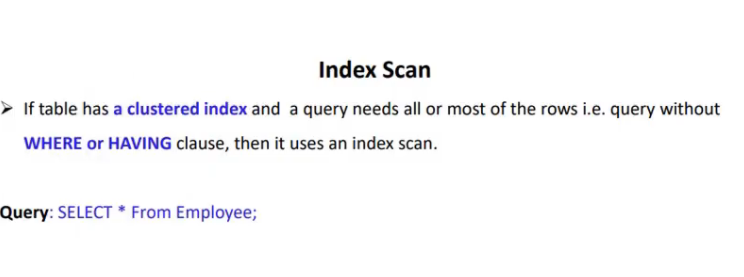 Index Scan
➢ If table has a clustered index and a query needs all or most of the rows i.e. query without
WHERE or HAVING clause, then it uses an index scan.
Query: SELECT * From Employee;